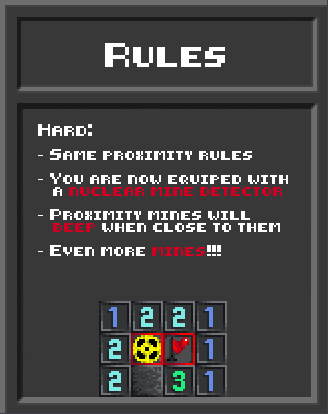 RULES
HARD:
- SAME PROXIMITY RULES
- YOU ARE NOW EQUIPED WITH
A NUCLEAR MINE DETECTOR
- PROXIMITY MINES WILL
BEEP WHEN CLOSE TO THEM
- EVEN MORE MINES!!!
1 2 2 1
2 1
2 3 1